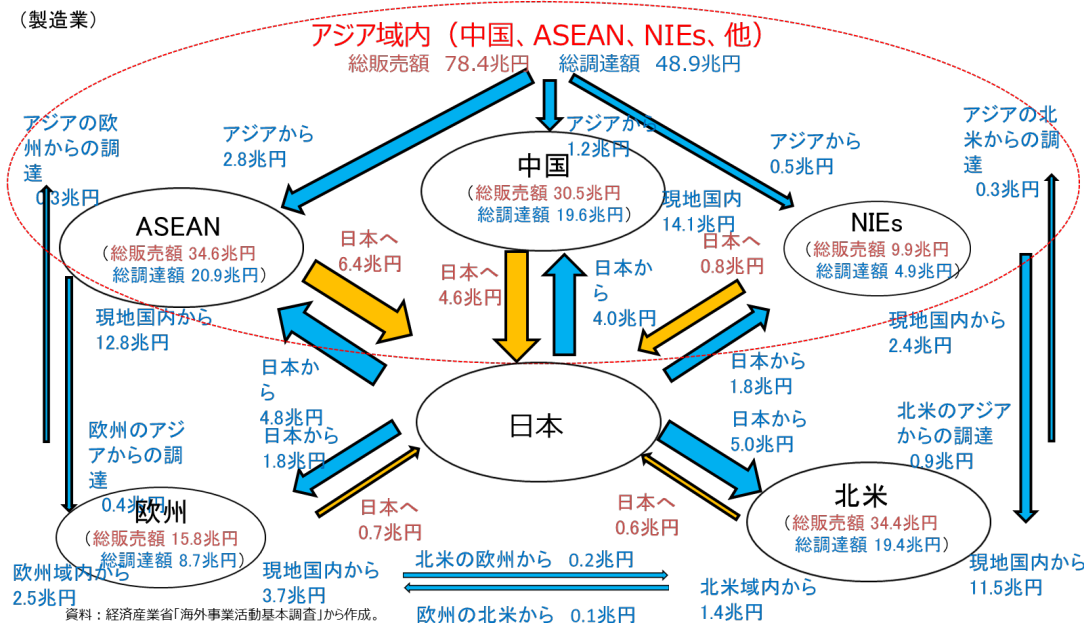 （製造業）
アジア域内（中国、ASEAN、NIEs、他）
総販売額 78.4兆円
総調達額 48.9兆円
アジアの欧
州からの調
達
0.3兆円
アジアから
2.8兆円
アジアから
1.2兆円
アジアから
0.5兆円
アジアの北
米からの調
達
0.3兆円
中国
（総販売額 30.5兆円
総調達額 19.6兆円）
現地国内
14.1兆円
ASEAN
（総販売額 34.6兆円
総調達額 20.9兆円）
NIEs
（総販売額 9.9兆円
総調達額 4.9兆円）
日本へ
6.4兆円
日本へ
4.6兆円
日本か
ら
4.0兆円
日本へ
0.8兆円
現地国内から
12.8兆円
現地国内から
2.4兆円
日本か
ら
4.8兆円
日本から
1.8兆円
日本
日本から
1.8兆円
日本から
5.0兆円
欧州のアジ
アからの調
達
0.4兆円
北米のアジア
からの調達
0.9兆円
欧州
（総販売額 15.8兆円
総調達額 8.7兆円）
日本へ
0.7兆円
日本へ
0.6兆円
北米
（総販売額 34.4兆円
総調達額 19.4兆円）
欧州域内から
2.5兆円
現地国内から
3.7兆円
北米の欧州から 0.2兆円
欧州の北米から 0.1兆円
北米域内から
1.4兆円
現地国内から
11.5兆円
資料：経済産業省「海外事業活動基本調査」から作成。